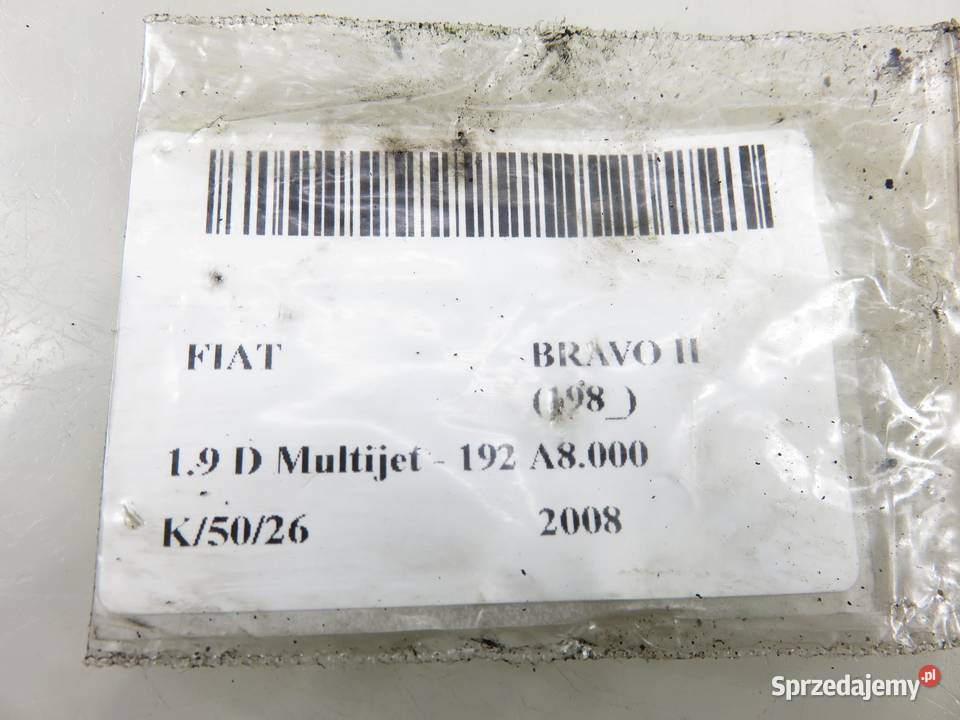 FIAT BRAVO II
(198_)
1.9 D Multijet - 192 A8.000
K/50/26 2008
Sprzedajemy.pl